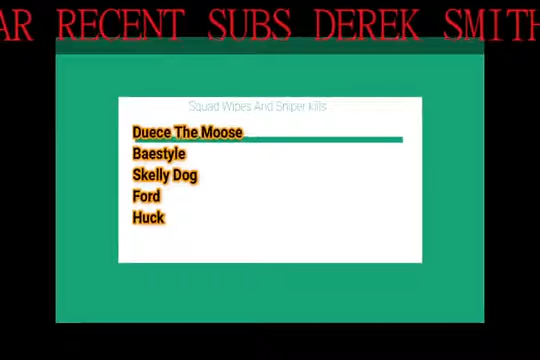 AR RECENT SUBS DEREK SMITH
Squad Wipes And Sniper kills
Duece The Moose
Baestyle
Skelly Dog
Ford
Huck